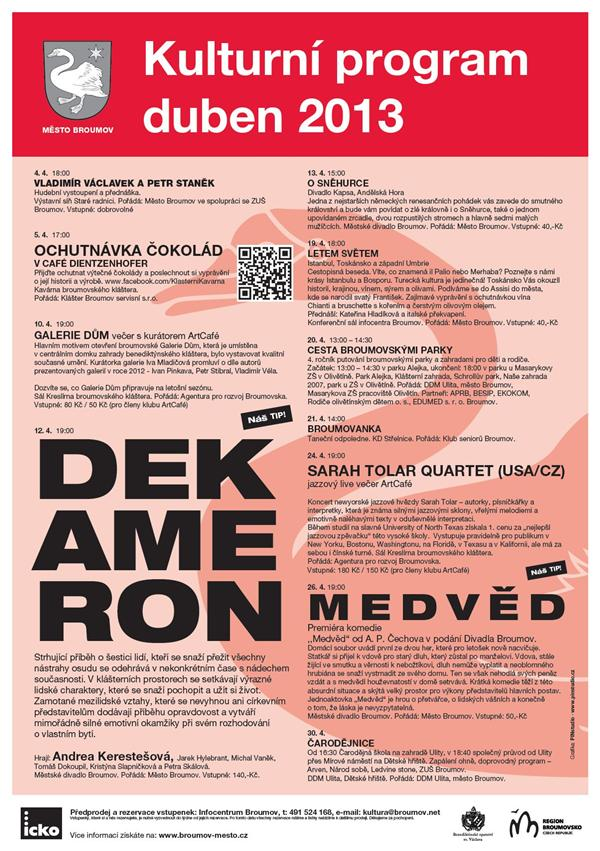 Kulturní program
duben 2013
MĚSTO BROUMOV
4. 4. 18:00
VLADIMÍR VÁCLAVEK A PETR STANĚK
Hudební vystoupení a přednáška.
Výstavní síň Staré radnici. Pořádá: Město Broumov ve spolupráci se ZUŠ
Broumov. Vstupné: dobrovolné
5. 4. 17:00
OCHUTNÁVKA ČOKOLÁD
V CAFÉ DIENTZENHOFER
Přijďte ochutnat výtečné čokolády a poslechnout si vyprávění
o její historii a výrobě. www.facebook.com/KlasterniKavarna
Kavárna broumovského kláštera.
Pořádá: Klášter Broumov servisní s.r.o.
10. 4. 19:00
GALERIE DŮM večer s kurátorem ArtCafé
Hlavním motivem otevření broumovské Galerie Dům, která je umístěna
v centrálním domku zahrady benediktýnského kláštera, bylo vystavovat kvalitní
současné umění. Kurátorka galerie Iva Mladičová promluví o díle autorů
prezentovaných galerií v roce 2012 - Ivan Pinkava, Petr Stibral, Vladimír Véla.
Dozvíte se, co Galerie Dům připravuje na letošní sezónu.
Sál Kreslírna broumovského kláštera. Pořádá: Agentura pro rozvoj Broumovska.
Vstupné: 80 Kč / 50 Kč (pro členy klubu ArtCafé)
Náš TIP!
12. 4. 19:00
DEK
AME
RON
Strhující příběh o šestici lidí, kteří se snaží přežít všechny
nástrahy osudu se odehrává v nekonkrétním čase s nádechem
současnosti. V klášterních prostorech se setkávají výrazné
lidské charaktery, které se snaží pochopit a užít si život.
Zamotané mezilidské vztahy, které se nevyhnou ani církevním
představitelům dodávají příběhu opravdovost a vytváří
mimořádně silné emotivní okamžiky při svém rozhodování
o vlastním bytí.
Hrají: Andrea Kerestešová, Jarek Hylebrant, Michal Vaněk,
Tomáš Dokoupil, Kristýna Slapničková a Petra Skálová.
Městské divadlo Broumov. Pořádá: Město Broumov. Vstupné: 140,-Kč.
13. 4. 15:00
O SNĚHURCE
Divadlo Kapsa, Andělská Hora
Jedna z nejstarších německých renesančních pohádek vás zavede do smutného
království a bude vám povídat o zlé královně i o Sněhurce, také o jednom
upovídaném zrcadle, dvou rozpustilých stromech a hlavně sedmi malých
mužíčcích. Městské divadlo Broumov. Pořádá: Město Broumov. Vstupné: 40,-Kč
19. 4. 18:00
LETEM SVĚTEM
Istanbul, Toskánsko a západní Umbrie
Cestopisná beseda. Víte, co znamená il Palio nebo Merhaba? Poznejte s námi
krásy Istanbulu a Bosporu. Turecká kultura je jedinečná! Toskánsko Vás okouzlí
historií, krajinou, vínem, sýrem a olivami. Podíváme se do Assisi do města,
kde se narodil svatý František. Zajímavé vyprávění s ochutnávkou vína
Chianti a bruschetty s kořením a čerstvým olivovým olejem.
Přednáší: Kateřina Hladíková a italské překvapení.
Konferenční sál infocentra Broumov. Pořádá: Město Broumov. Vstupné: 40,-Kč
20. 4. 13:00 – 14:30
CESTA BROUMOVSKÝMI PARKY
4. ročník putování broumovskými parky a zahradami pro děti a rodiče.
Začátek: 13:00 – 14:30 v parku Alejka, ukončení: 18:00 v parku u Masarykovy
ZŠ v Olivětíně. Park Alejka, Klášterní zahrada, Schrollův park, Naše zahrada
2007, park u ZŠ v Olivětíně. Pořádá: DDM Ulita, město Broumov,
Masarykova ZŠ pracoviště Olivětín. Partneři: APRB, BESIP, EKOKOM,
Rodiče olivětínským dětem o. s., EDUMED s. r. o. Broumov.
21. 4. 14:00
BROUMOVANKA
Taneční odpoledne. KD Střelnice. Pořádá: Klub seniorů Broumov.
24. 4. 19:00
SARAH TOLAR QUARTET (USA/CZ)
jazzový live večer ArtCafé
Koncert newyorské jazzové hvězdy Sarah Tolar – autorky, písničkářky a
interpretky, která je známa silnými jazzovými skoklony, vřelými melodiemi a
emotivně naléhavými texty v oduševnělé interpretaci.
Během studií na slavné University of North Texas získala 1. cenu za „nejlepší
jazzovou zpěvačku“ této vysoké školy. Vystupuje pravidelně pro publikum v
New Yorku, Bostonu, Washingtonu, na Floridě, v Texasu a v Kalifornii, ale má za
sebou i čínské turné. Sál Kreslírna broumovského kláštera.
Pořádá: Agentura pro rozvoj Broumovska.
Vstupné: 180 Kč / 150 Kč (pro členy klubu ArtCafé)
Náš TIP!
26. 4. 19:00
MEDVĚD
Premiéra komedie
„Medvěd“ od A. P. Čechova v podání Divadla Broumov.
Domácí soubor uvádí první ze dvou her, které pro letošek nově nacvičuje.
Statkář si přijel k vdově pro starý dluh, který zůstal po manželovi. Vdova, stále
žijící ve smutku a věrnosti k nebožtíkovi, dluh nemůže vyplatit a neoblomného
hrubiána se snaží vystrnadit ze svého domu. Ten se však nehodlá svých peněz
vzdát a s medvědí houževnatostí v domě setrvává. Krátká komedie těží z této
absurdní situace a skýtá velký prostor pro výkony představitelů hlavních postav.
Jednoaktovka „Medvěd“ je hrou o přetvářce, o lidských vášních a konečně
o tom, že láska je nevyzpytatelná.
Městské divadlo Broumov. Pořádá: Město Broumov. Vstupné: 50,-Kč
30. 4.
ČARODĚJNICE
Od 16:30 Čarodějná škola na zahradě Ulity, v 18:40 společný průvod od Ulity
přes Mírové náměstí na Dětské hřiště. Zapálení ohně, doprovodný program –
Arven, Národ sobě, Ledvine stone, ZUŠ Broumov.
DDM Ulita, Dětské hřiště. Pořádá: město Broumov, DDM Ulita.
Grafika: PINstudio - www.pinstudio.cz
icko
Předprodej a rezervace vstupenek: Infocentrum Broumov, t: 491 524 168, e-mail: kultura@broumov.net
Více informací získáte na: www.broumov-mesto.cz
Benediktinské opatství
sv. Václava
REGION
BROUMOVSKO
CZECH REPUBLIC